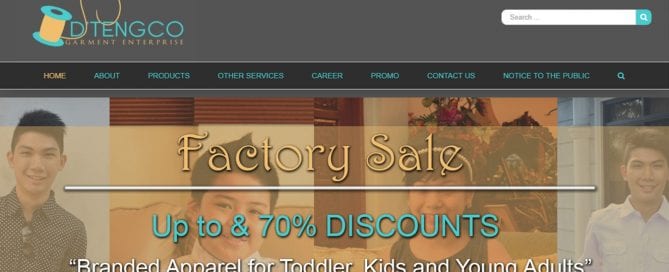 DITENGCO
GARMENT ENTERPRISE
Search ...
HOME ABOUT PRODUCTS OTHER SERVICES CAREER PROMO CONTACT US NOTICE TO THE PUBLIC
Factory Sale
Up to & 70% DISCOUNTS
“Branded Apparel for Toddler, Kids and Young Adults”